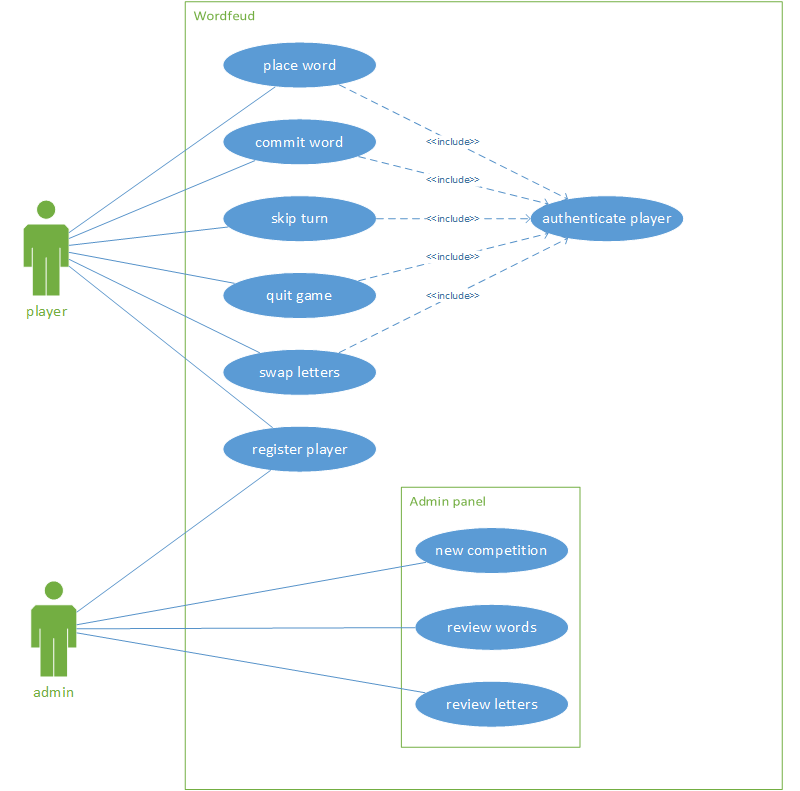 Wordfeud
place word
commit word
<<include>>
<<include>>
skip turn
<<include>>
authenticate player
<<include>>
quit game
<<include>>
player
swap letters
register player
Admin panel
new competition
review words
admin
review letters